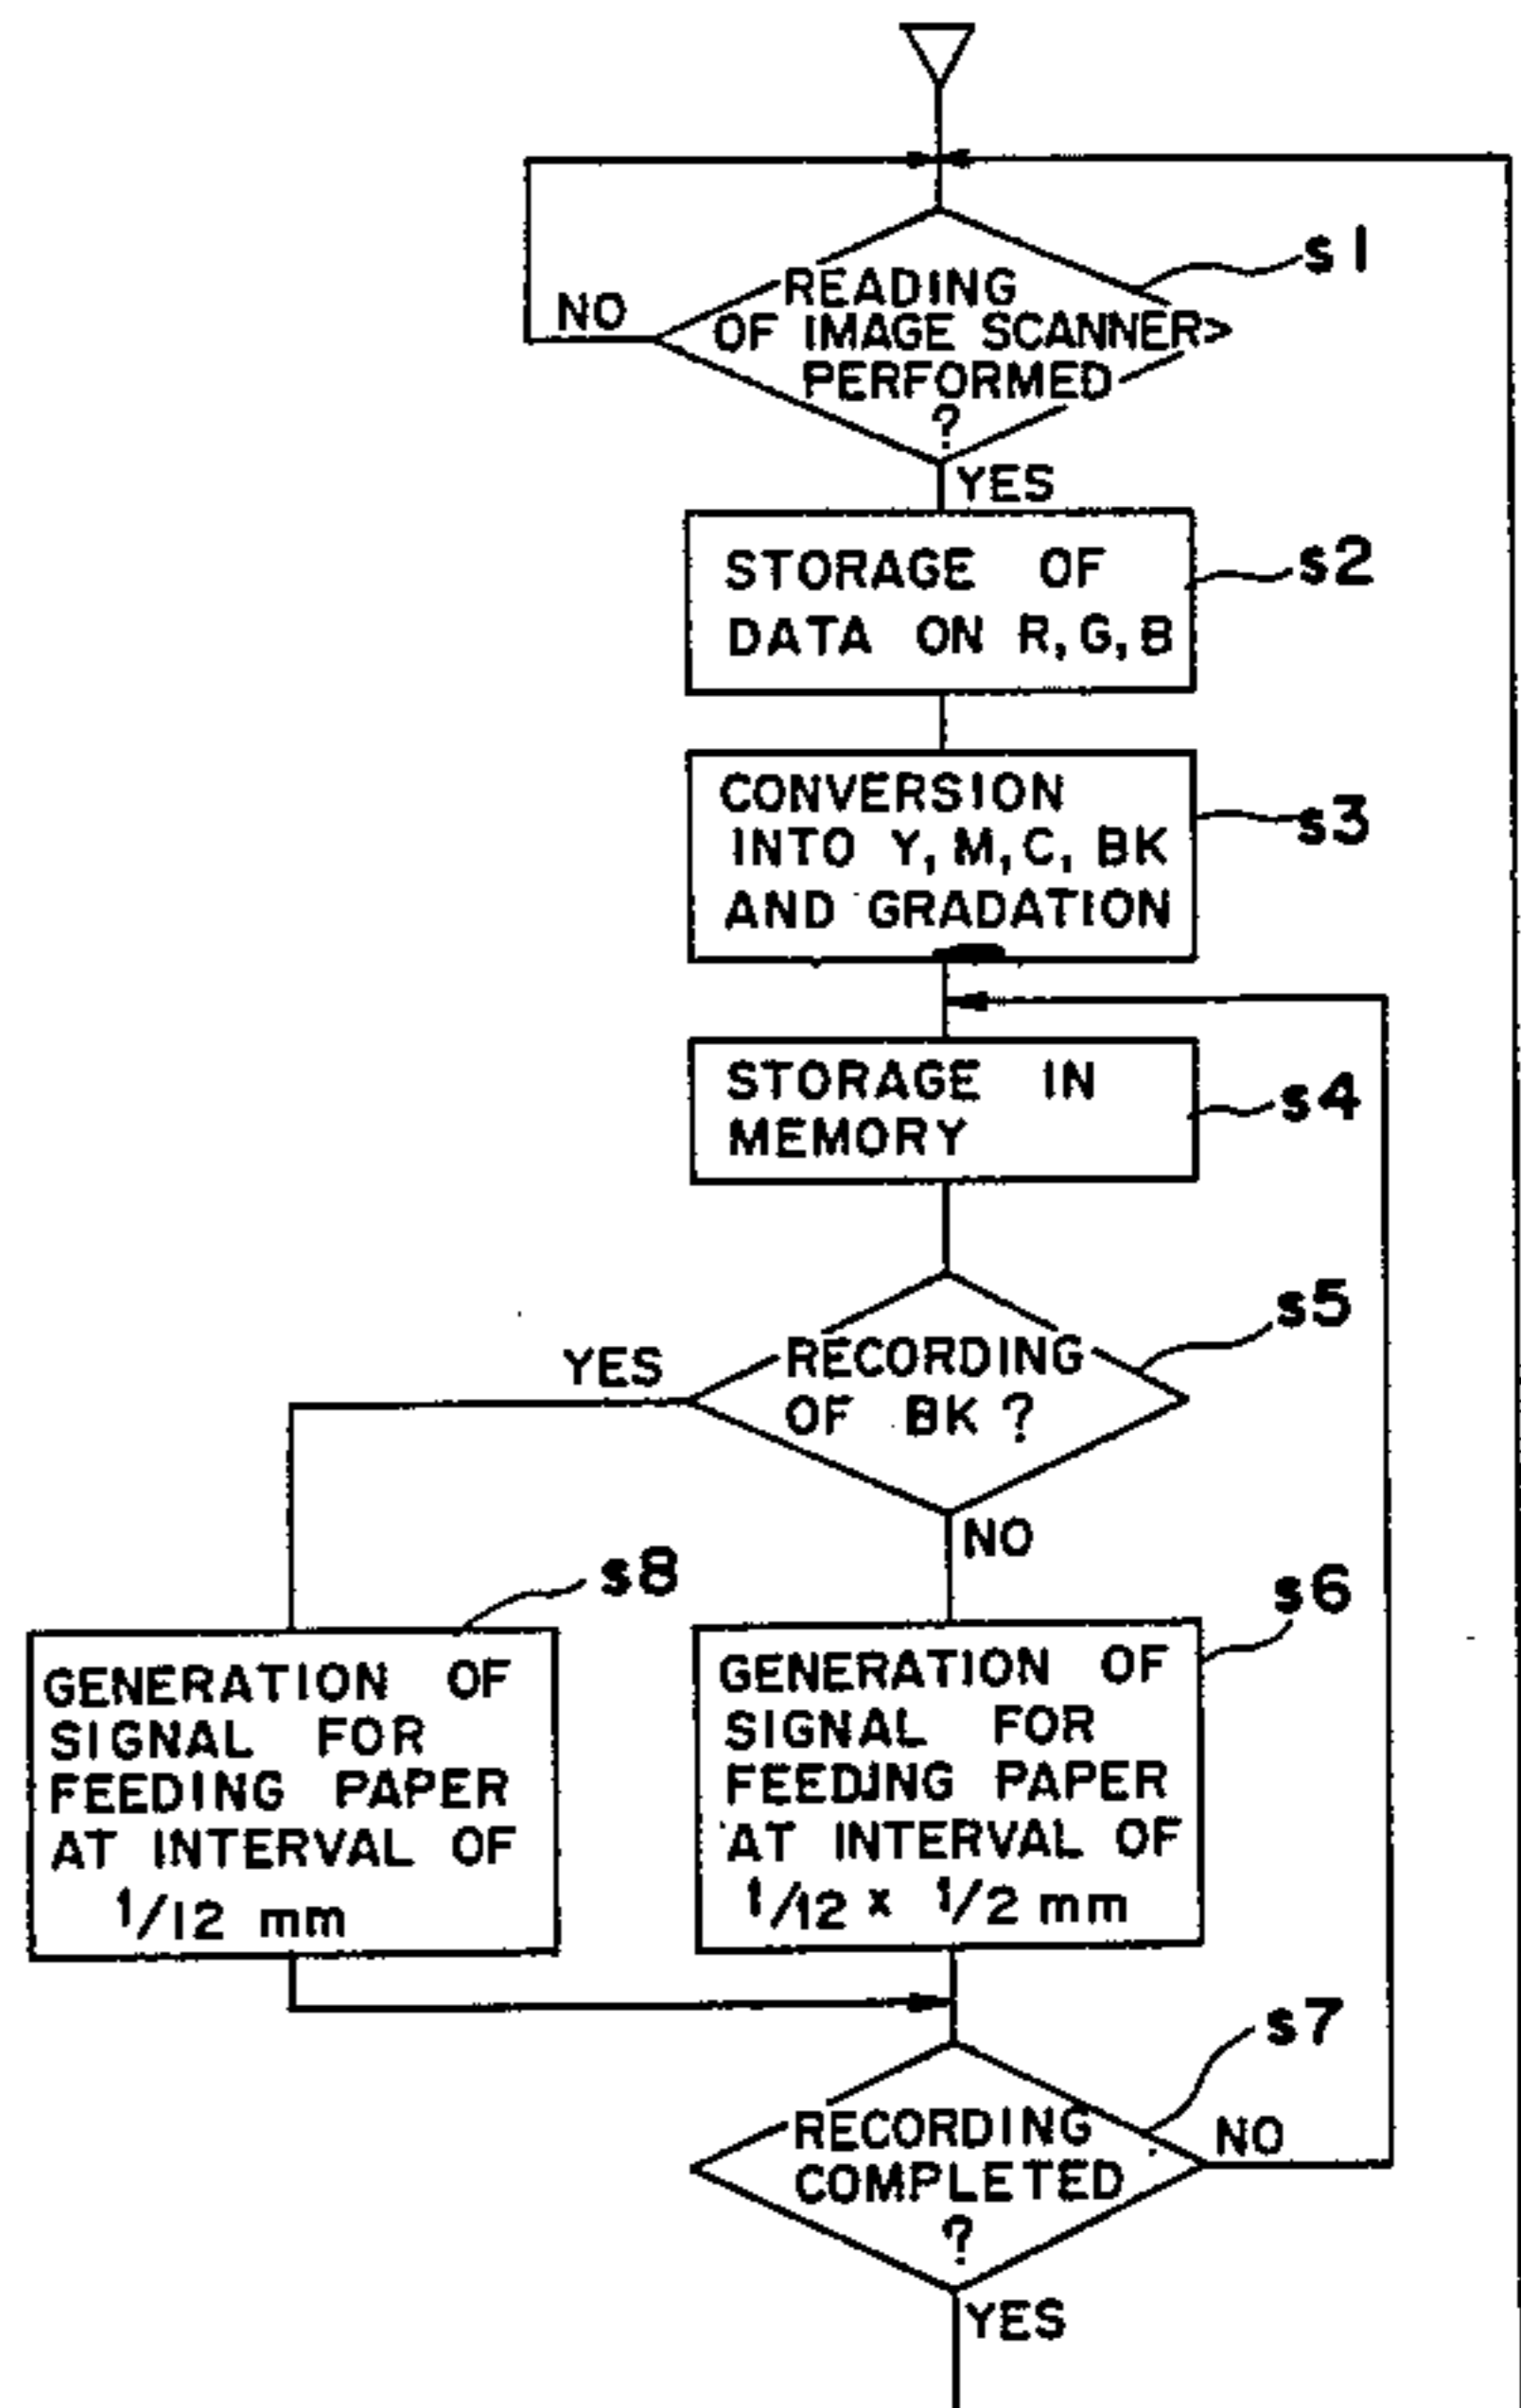 READING
OF IMAGE SCANNER
PERFORMED
?
s1
NO
YES
STORAGE OF
DATA ON R, G, B
s2
CONVERSION
INTO Y, M, C, BK
AND GRADATION
s3
STORAGE IN
MEMORY
s4
RECORDING
OF BK ?
s5
YES
NO
s8
GENERATION OF
SIGNAL FOR
FEEDING PAPER
AT INTERVAL OF
1/12 mm
s6
GENERATION OF
SIGNAL FOR
FEEDING PAPER
AT INTERVAL OF
1/12 x 1/2 mm
s7
RECORDING
COMPLETED
?
NO
YES